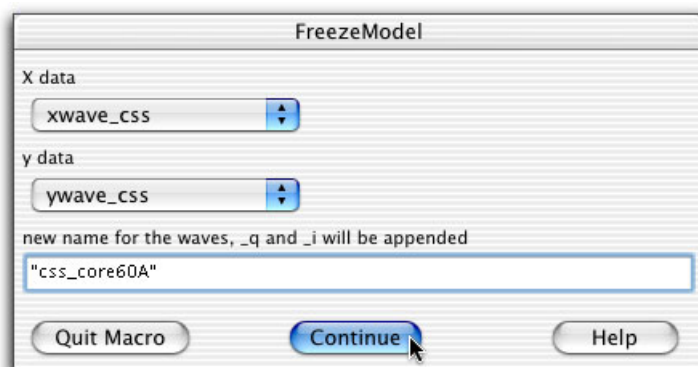 FreezeModel
X data
xwave_css
y data
ywave_css
new name for the waves, _q and _i will be appended
"css_core60A"
Quit Macro Continue Help